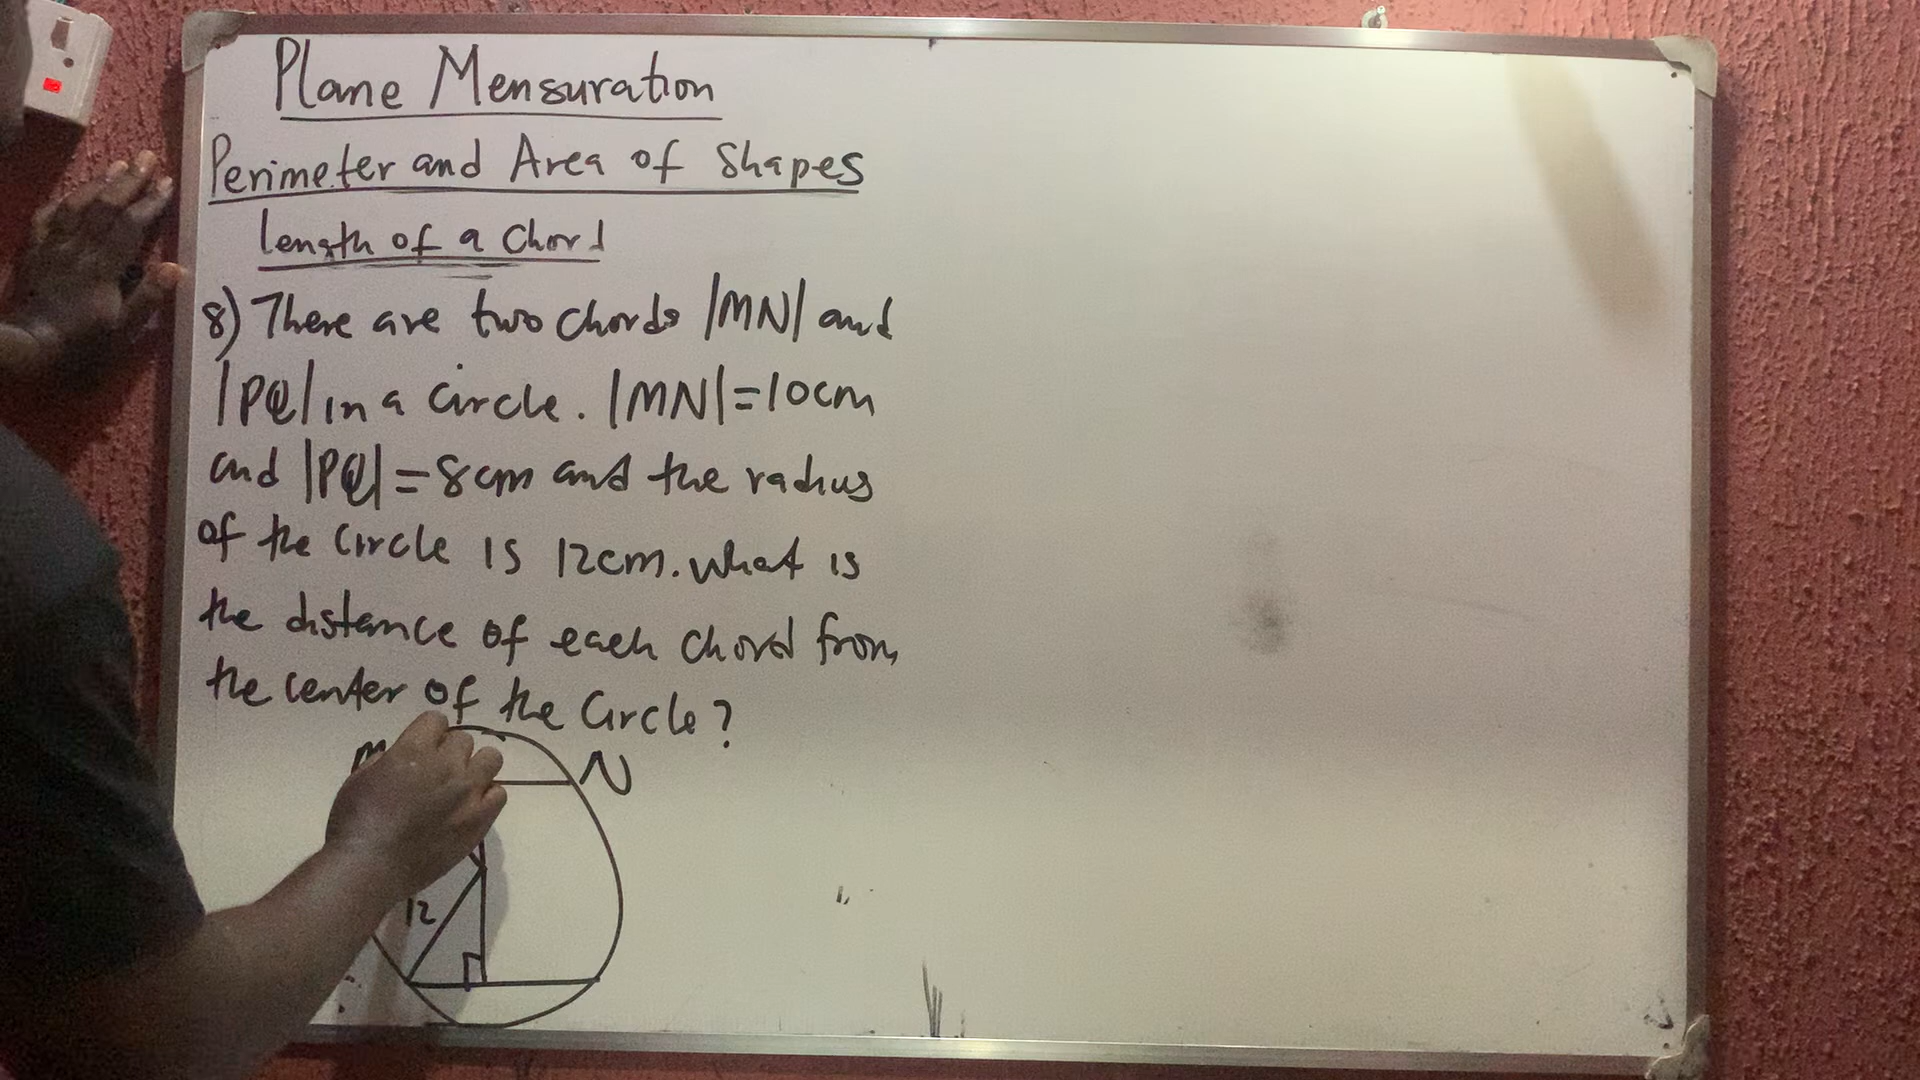 Plane Mensuration
Perimeter and Area of Shapes
Length of a Chord
8) There are two chords |MN| and
|PQ| in a circle. |MN|=10cm
and |PQ|=8cm and the radius
of the circle is 12cm. What is
the distance of each chord from
the center of the Circle?
M N
12